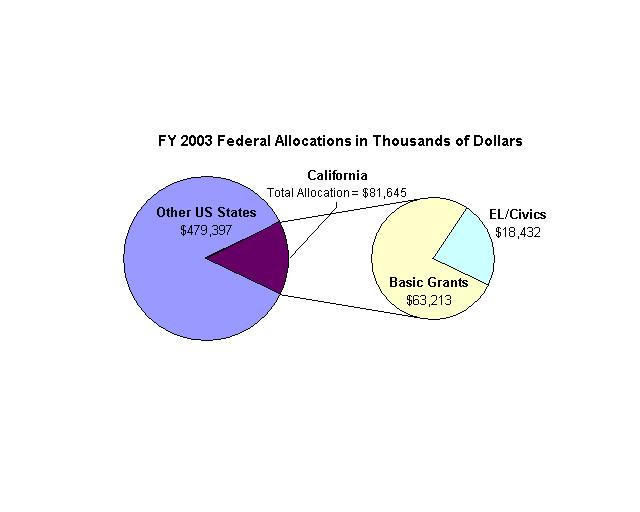 FY 2003 Federal Allocations in Thousands of Dollars
California
Total Allocation = $81,645
Other US States
$479,397
EL/Civics
$18,432
Basic Grants
$63,213